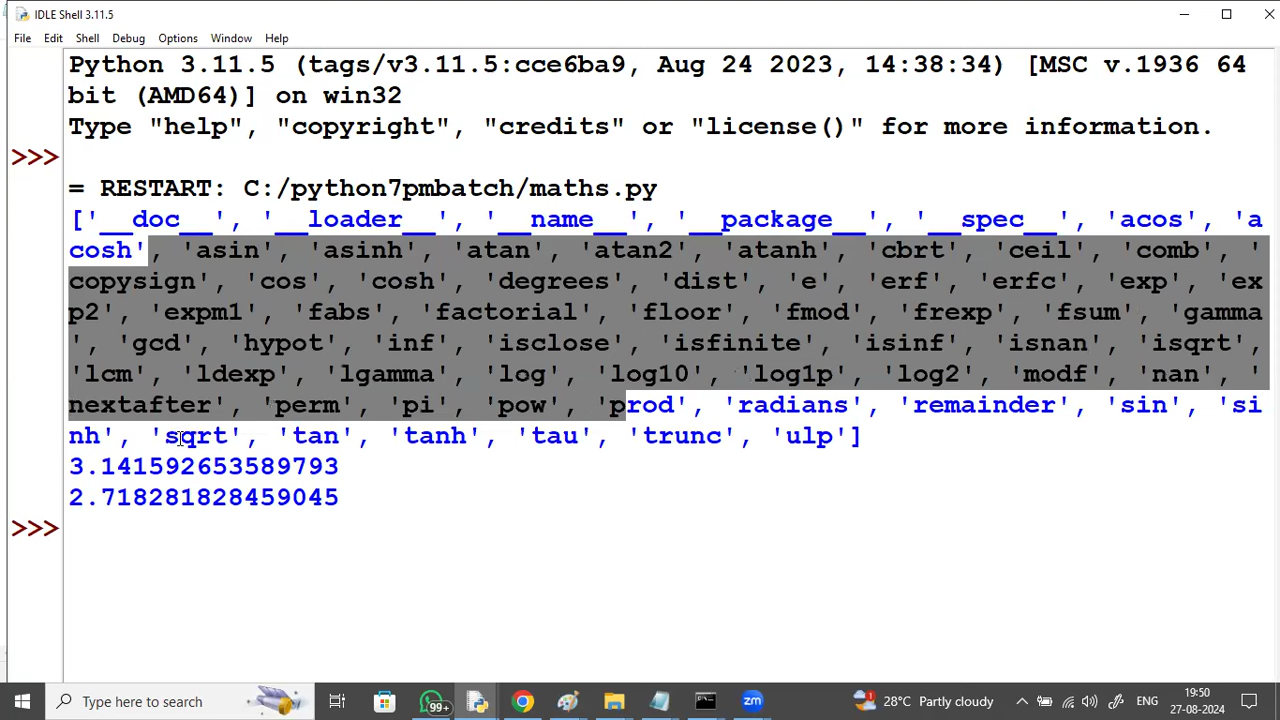 IDLE Shell 3.11.5
File Edit Shell Debug Options Window Help
Python 3.11.5 (tags/v3.11.5:cce6ba9, Aug 24 2023, 14:38:34) [MSC v.1936 64
bit (AMD64)] on win32
Type "help", "copyright", "credits" or "license()" for more information.
>>>
= RESTART: C:/python7pmbatch/maths.py
['__doc__', '__loader__', '__name__', '__package__', '__spec__', 'acos', 'a
cosh', 'asin', 'asinh', 'atan', 'atan2', 'atanh', 'cbrt', 'ceil', 'comb', '
copysign', 'cos', 'cosh', 'degrees', 'dist', 'e', 'erf', 'erfc', 'exp', 'ex
p2', 'expm1', 'fabs', 'factorial', 'floor', 'fmod', 'frexp', 'fsum', 'gamma
', 'gcd', 'hypot', 'inf', 'isclose', 'isfinite', 'isinf', 'isnan', 'isqrt',
'lcm', 'ldexp', 'lgamma', 'log', 'log10', 'log1p', 'log2', 'modf', 'nan', '
nextafter', 'perm', 'pi', 'pow', 'prod', 'radians', 'remainder', 'sin', 'si
nh', 'sqrt', 'tan', 'tanh', 'tau', 'trunc', 'ulp']
3.141592653589793
2.718281828459045
>>>
Type here to search
99+
zm
1
28°C Partly cloudy
ENG
19:50
27-08-2024